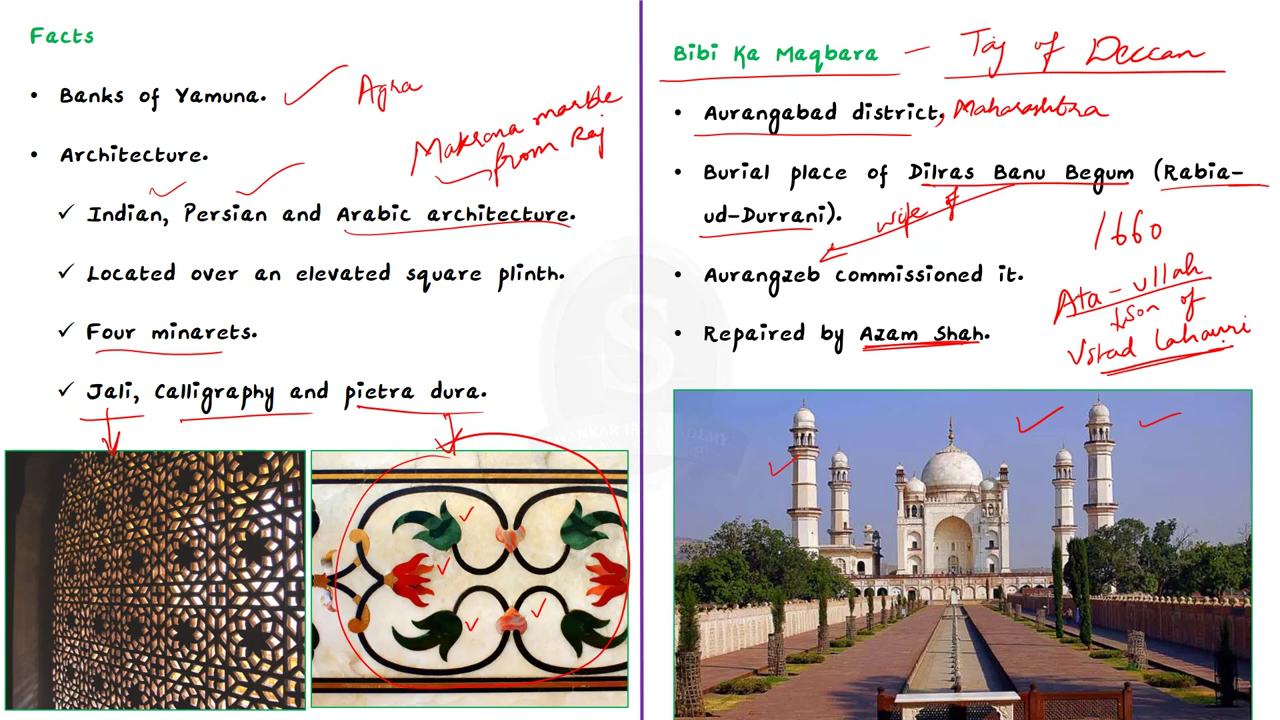 Facts
• Banks of Yamuna. Agra
• Architecture. Makrana marble
from Raj
✓ Indian, Persian and Arabic architecture.
✓ Located over an elevated square plinth.
✓ Four minarets.
✓ Jali, Calligraphy and pietra dura.
Bibi Ka Maqbara — Taj of Deccan
• Aurangabad district, Maharashtra
• Burial place of Dilras Banu Begum (Rabia-
ud-Durrani). wife of
1660
• Aurangzeb commissioned it.
Ata-ullah
son of
Ustad Lahauri
• Repaired by Azam Shah.